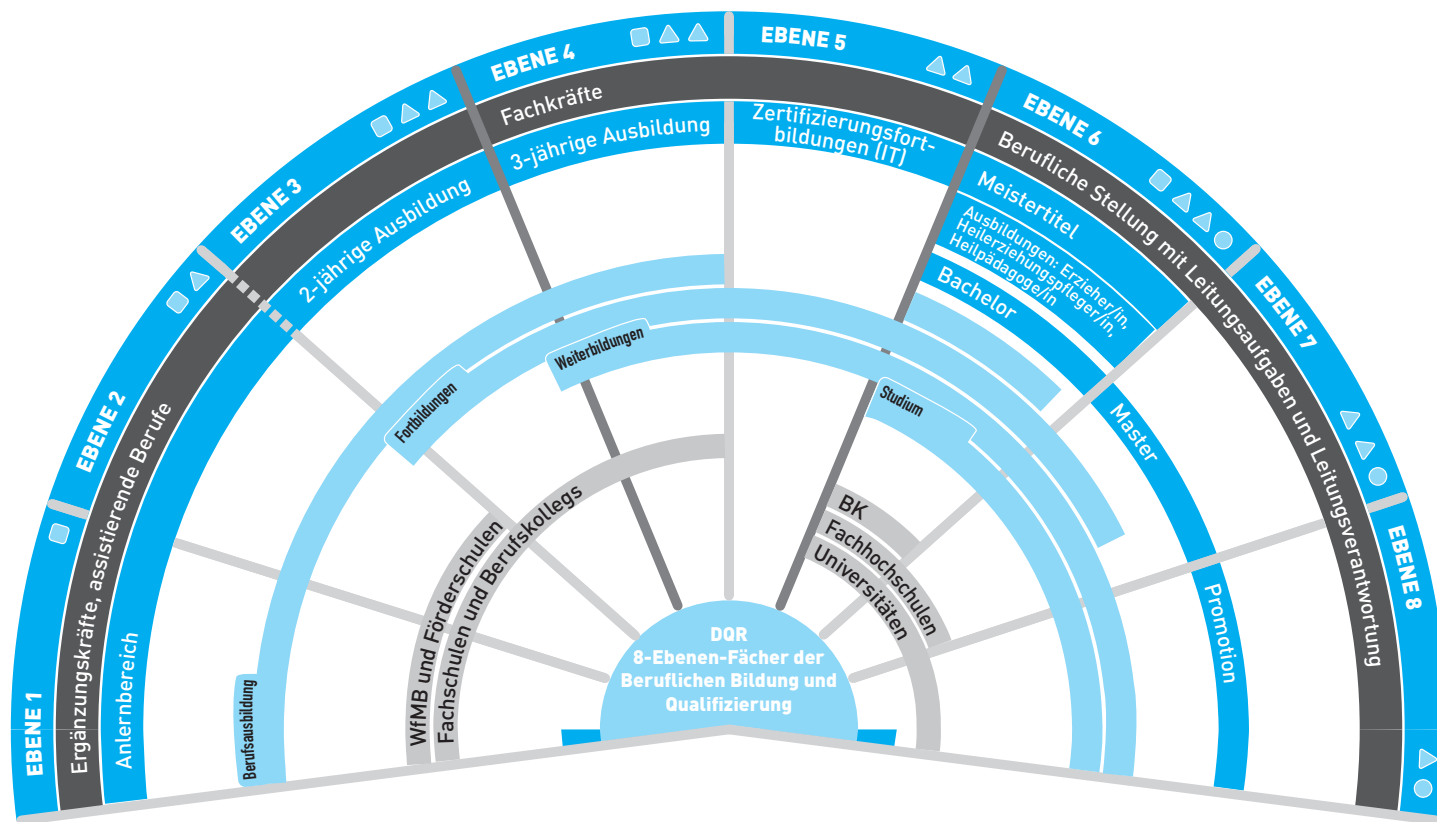 EBENE 1
EBENE 2
EBENE 3
EBENE 4
EBENE 5
EBENE 6
EBENE 7
EBENE 8
Ergänzungskräfte, assistierende Berufe
Fachkräfte
Berufliche Stellung mit Leitungsaufgaben und Leitungsverantwortung
Anlernbereich
2-jährige Ausbildung
3-jährige Ausbildung
Zertifizierungsfort-
bildungen (IT)
Meistertitel
Ausbildungen: Erzieher/in,
Heilerziehungspfleger/in,
Heilpädagoge/in
Bachelor
Master
Promotion
Berufsausbildung
Fortbildungen
Weiterbildungen
Studium
WfMB und Förderschulen
Fachschulen und Berufskollegs
BK
Fachhochschulen
Universitäten
DQR
8-Ebenen-Fächer der
Beruflichen Bildung und
Qualifizierung